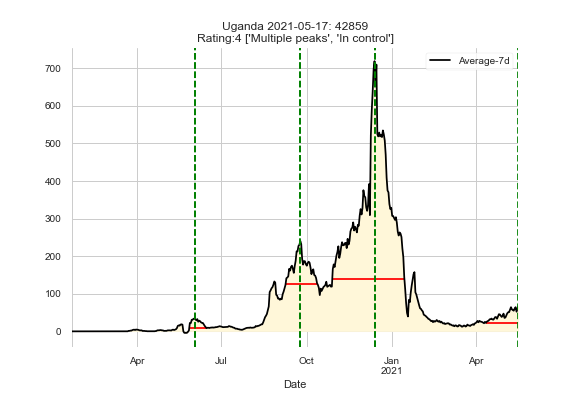 Uganda 2021-05-17: 42859
Rating:4 ['Multiple peaks', 'In control']
Average-7d
700
600
500
400
300
200
100
0
Apr
Jul
Oct
Jan
2021
Apr
Date